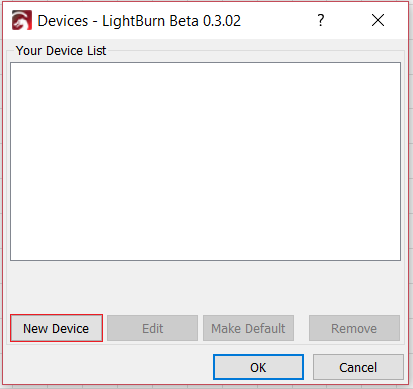 Devices - LightBurn Beta 0.3.02 ?
Your Device List
New Device Edit Make Default Remove
OK Cancel